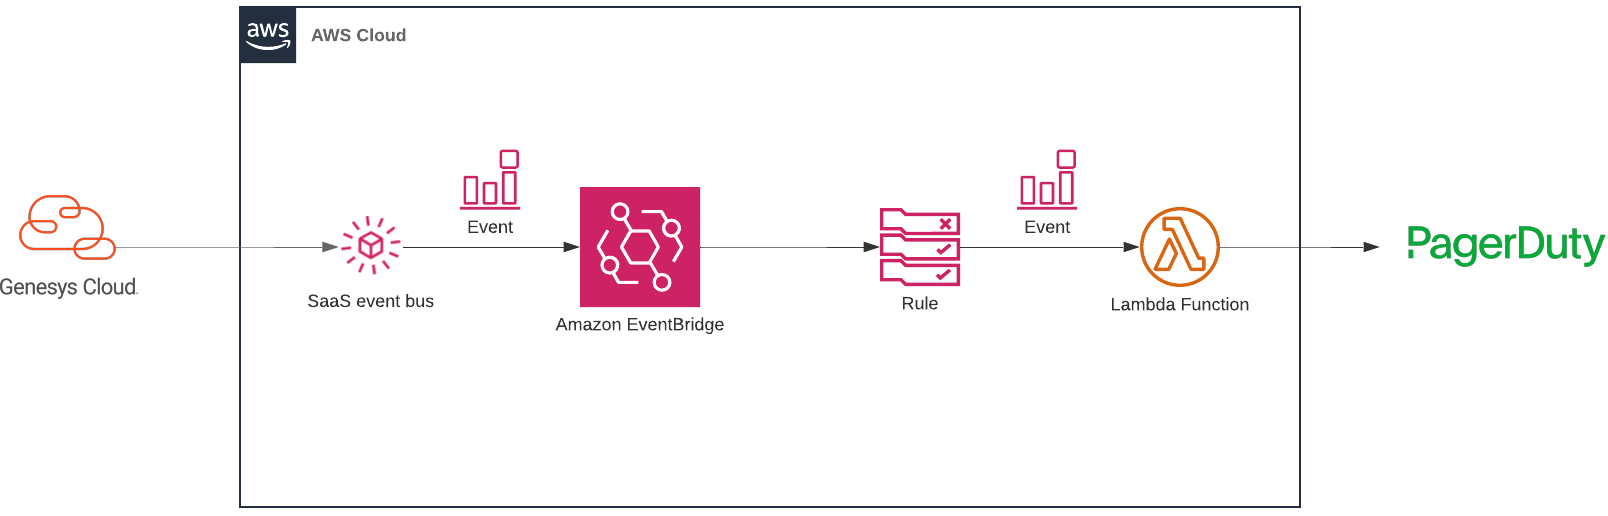 aws
AWS Cloud
Event
Event
Genesys Cloud.
SaaS event bus
Amazon EventBridge
Rule
Lambda Function
PagerDuty